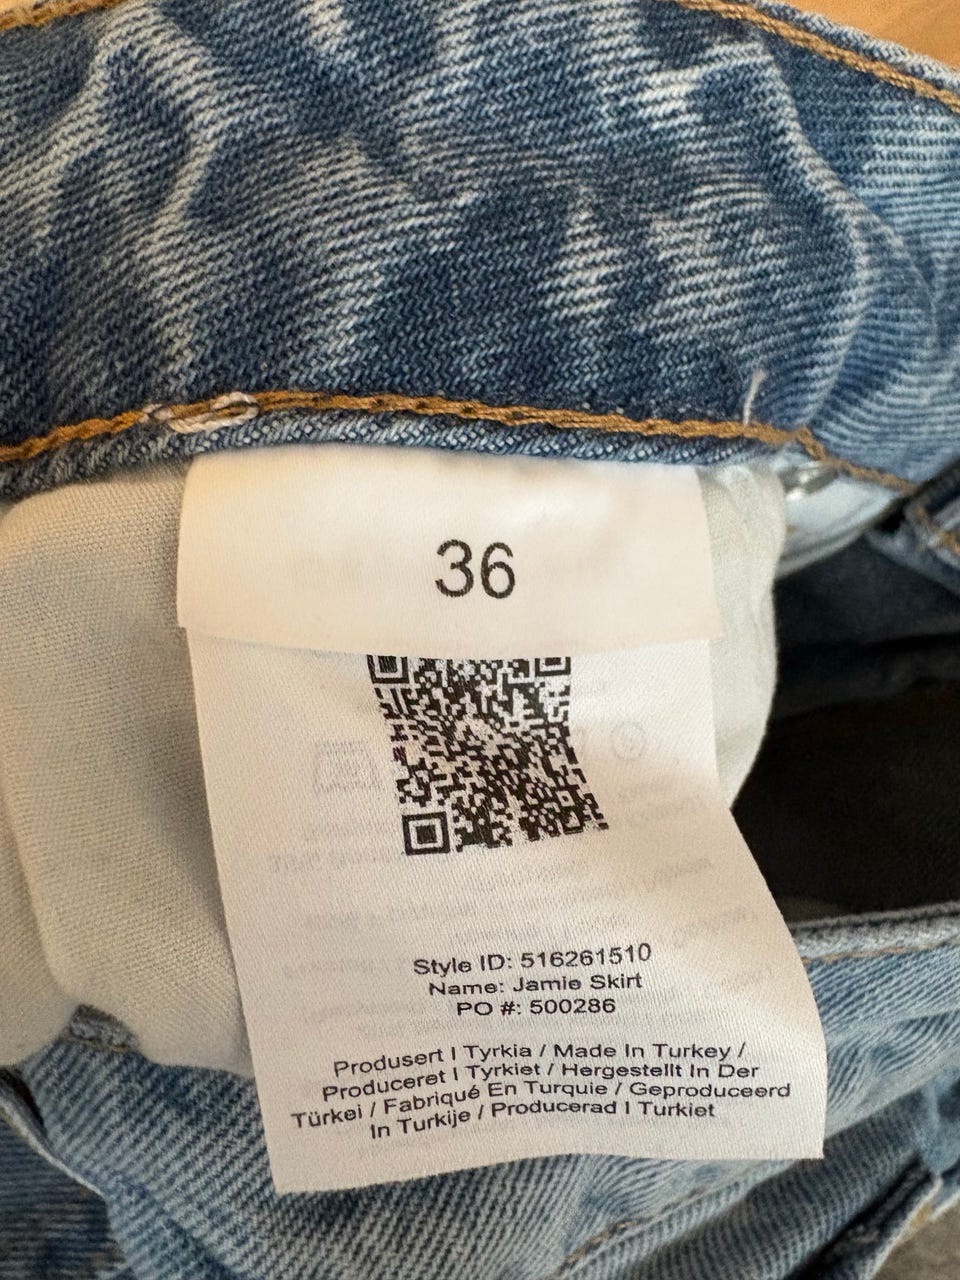 36
Style ID: 516261510
Name: Jamie Skirt
PO #: 500286
Produsert I Tyrkia / Made In Turkey /
Produceret I Tyrkiet / Hergestellt In Der
Türkei / Fabriqué En Turquie / Geproduceerd
In Turkije / Producerad I Turkiet